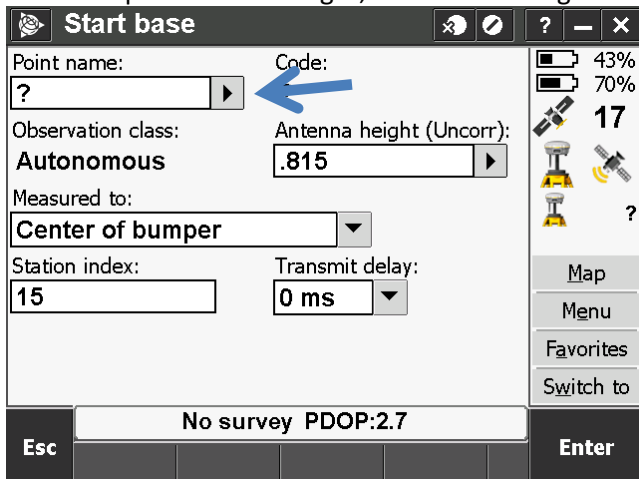 Start base
? – ×
Point name:
Code:
?
Observation class:
Antenna height (Uncorr):
Autonomous
.815
Measured to:
Center of bumper
Station index:
Transmit delay:
15
0 ms
43%
70%
17
?
Map
Menu
Favorites
Switch to
No survey PDOP:2.7
Esc
Enter